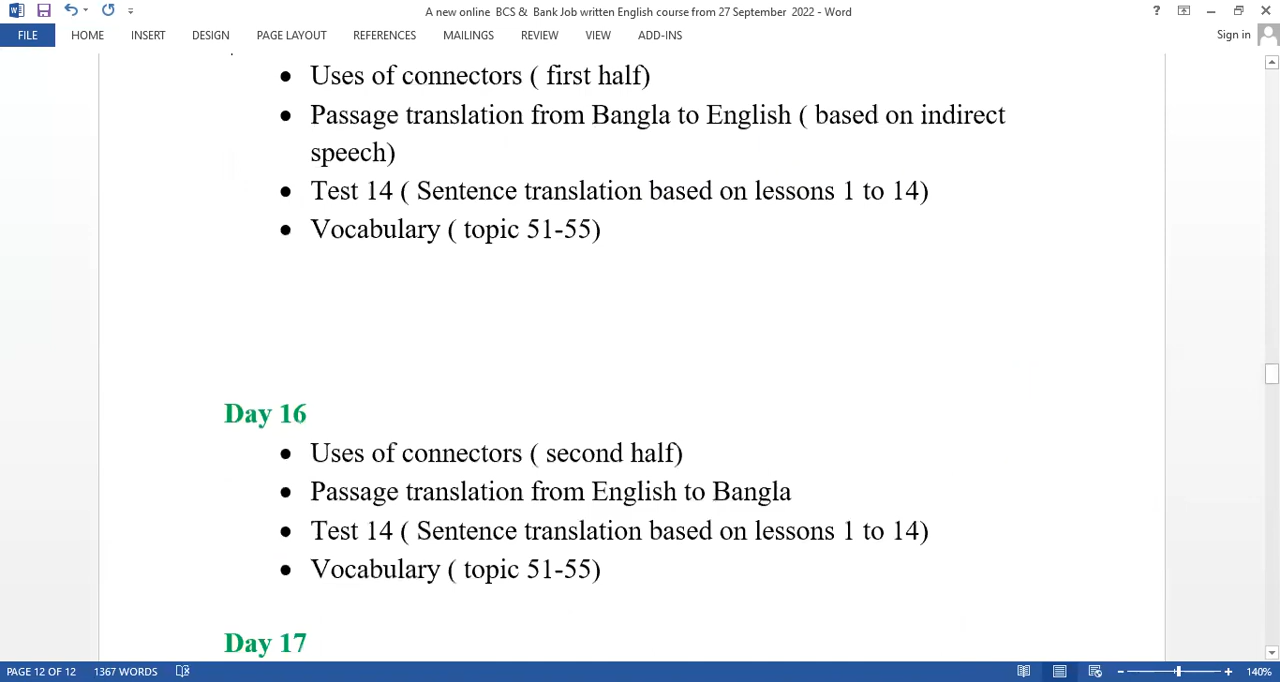 A new online BCS & Bank Job written English course from 27 September 2022 - Word
?
FILE HOME INSERT DESIGN PAGE LAYOUT REFERENCES MAILINGS REVIEW VIEW ADD-INS Sign in
• Uses of connectors ( first half)
• Passage translation from Bangla to English ( based on indirect
speech)
• Test 14 ( Sentence translation based on lessons 1 to 14)
• Vocabulary ( topic 51-55)
Day 16
• Uses of connectors ( second half)
• Passage translation from English to Bangla
• Test 14 ( Sentence translation based on lessons 1 to 14)
• Vocabulary ( topic 51-55)
Day 17
PAGE 12 OF 12 1367 WORDS 140%